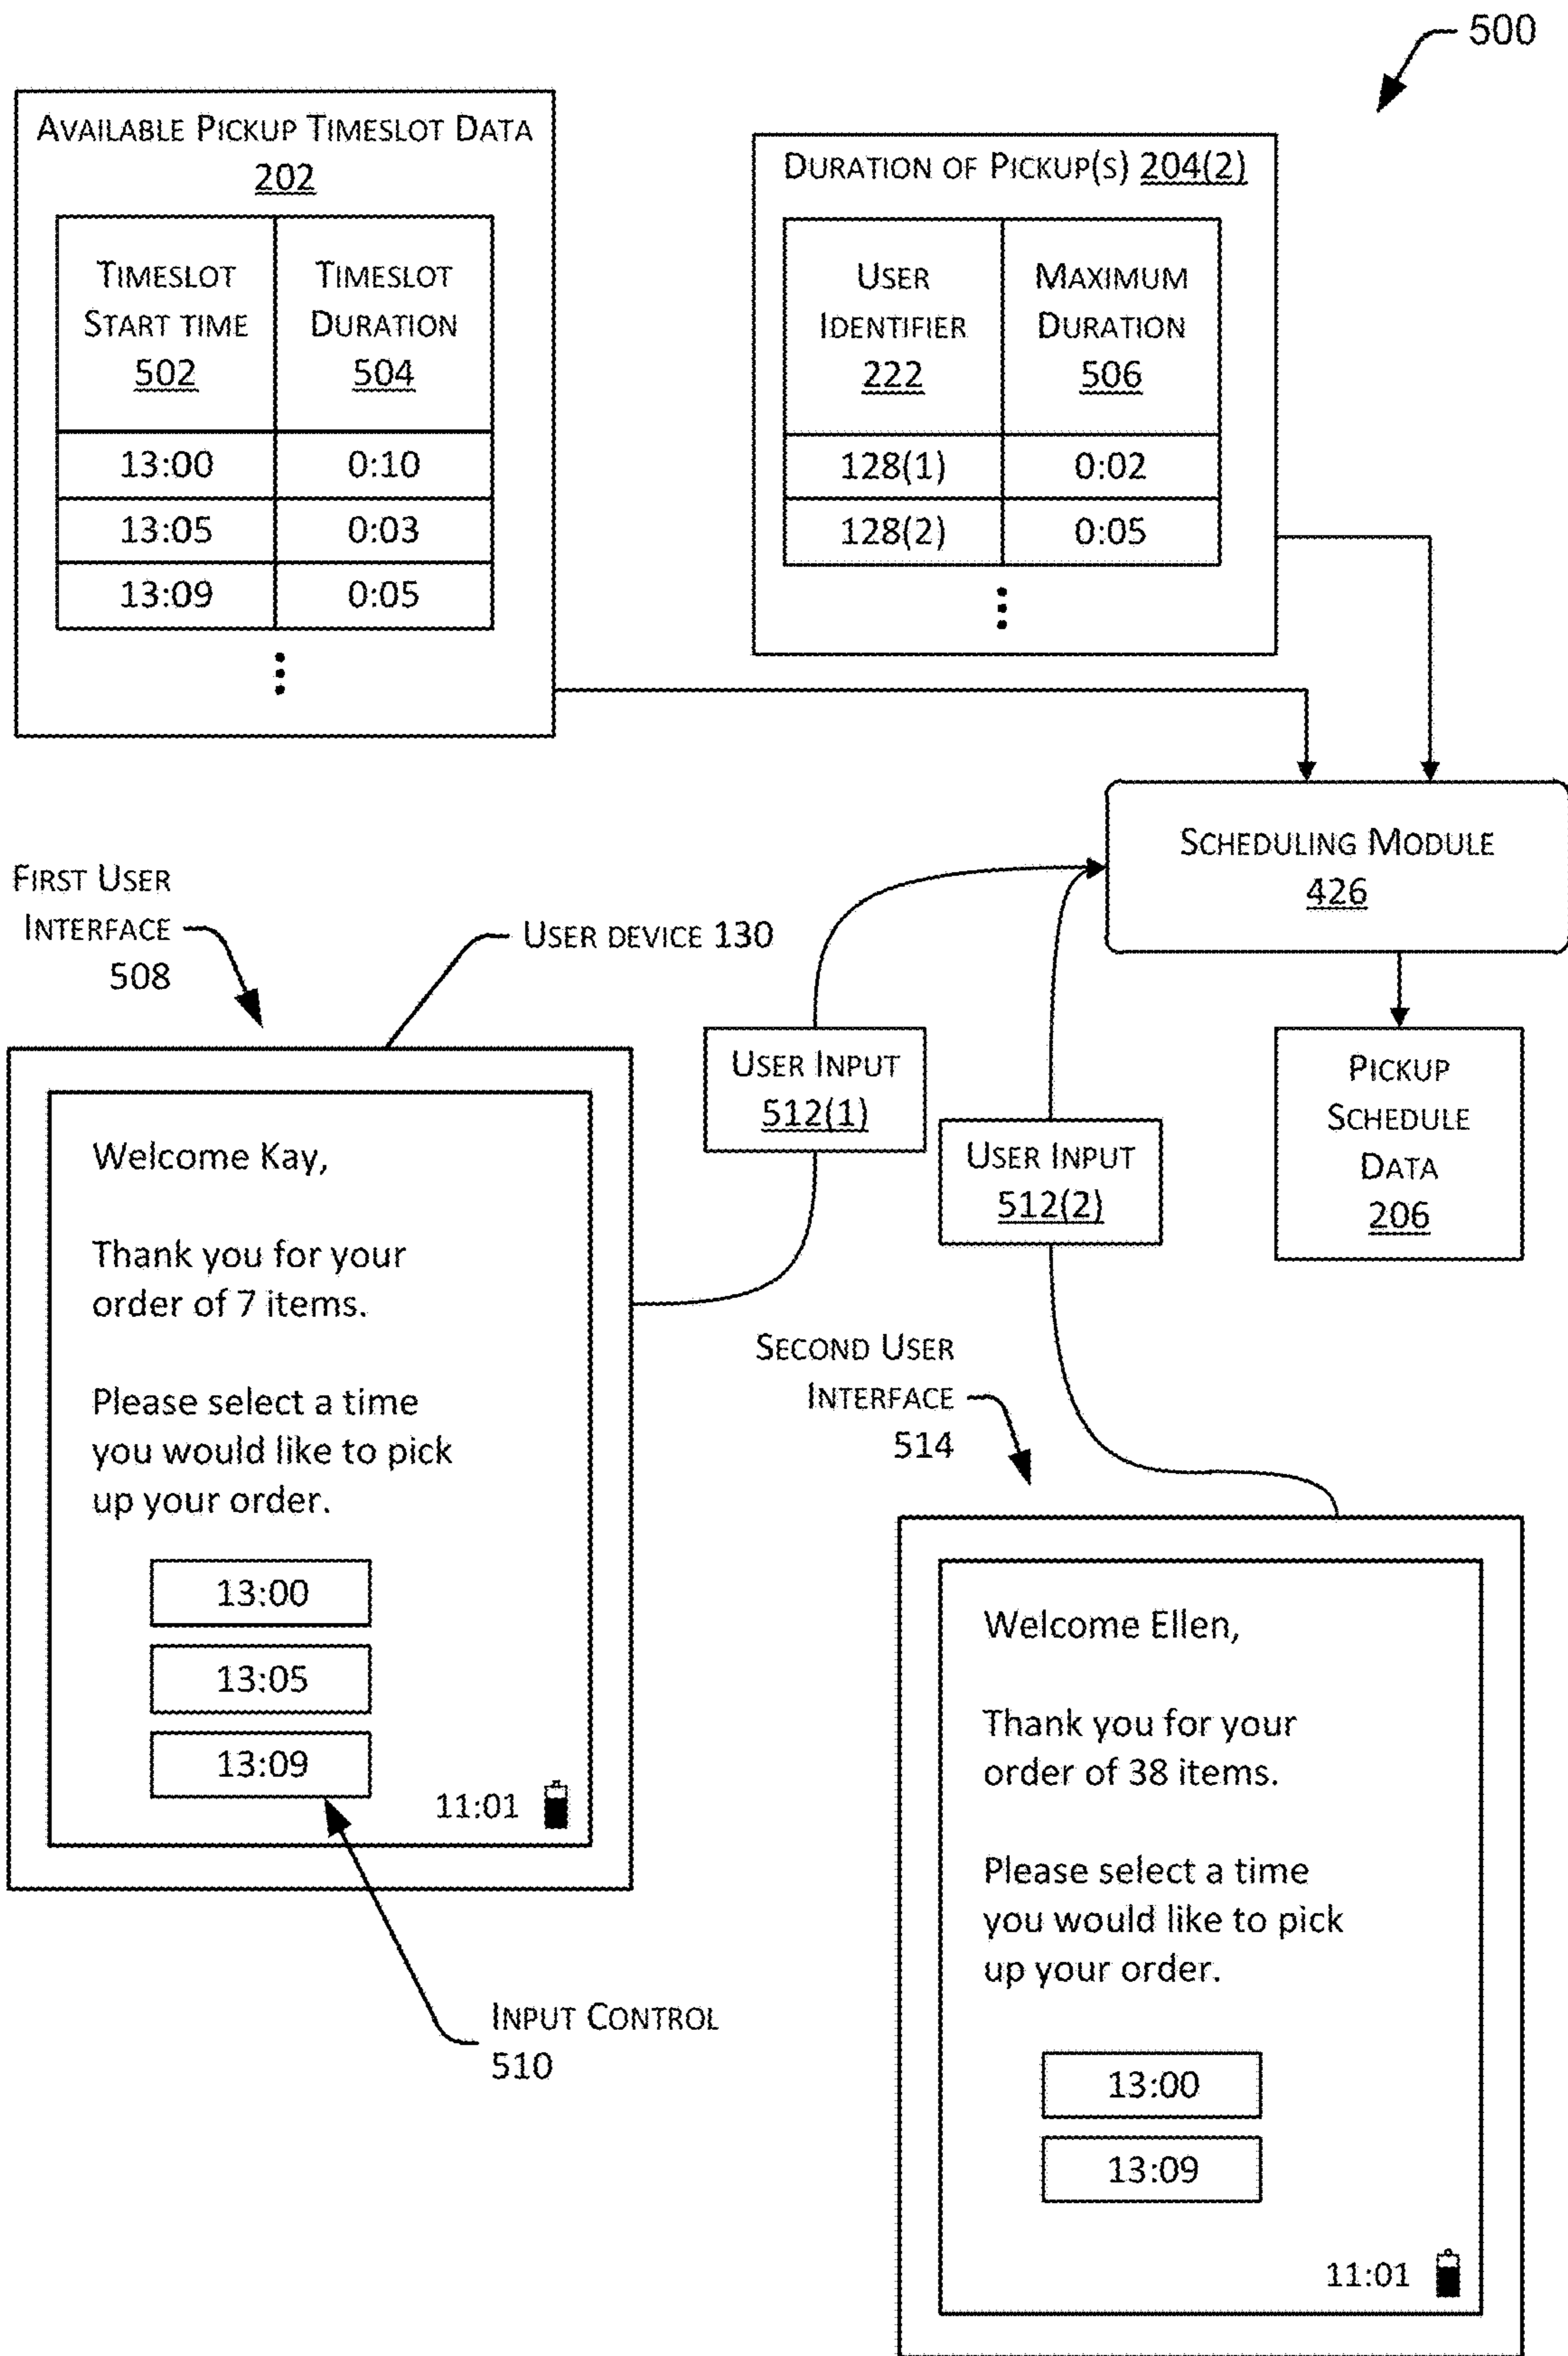 500
AVAILABLE PICKUP TIMESLOT DATA
202
TIMESLOT
START TIME
502
TIMESLOT
DURATION
504
13:00 0:10
13:05 0:03
13:09 0:05
DURATION OF PICKUP(S) 204(2)
USER
IDENTIFIER
222
MAXIMUM
DURATION
506
128(1) 0:02
128(2) 0:05
SCHEDULING MODULE
426
FIRST USER
INTERFACE
508
USER DEVICE 130
USER INPUT
512(1)
USER INPUT
512(2)
PICKUP
SCHEDULE
DATA
206
Welcome Kay,
Thank you for your
order of 7 items.
Please select a time
you would like to pick
up your order.
13:00
13:05
13:09
11:01
INPUT CONTROL
510
SECOND USER
INTERFACE
514
Welcome Ellen,
Thank you for your
order of 38 items.
Please select a time
you would like to pick
up your order.
13:00
13:09
11:01